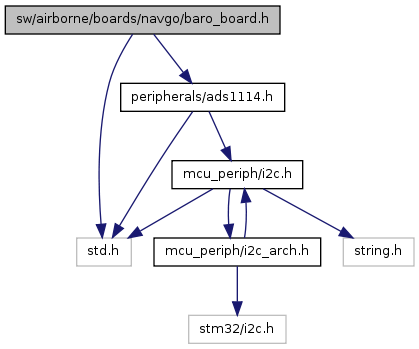 sw/airborne/boards/navgo/baro_board.h
peripherals/ads1114.h
mcu_periph/i2c.h
std.h
mcu_periph/i2c_arch.h
string.h
stm32/i2c.h